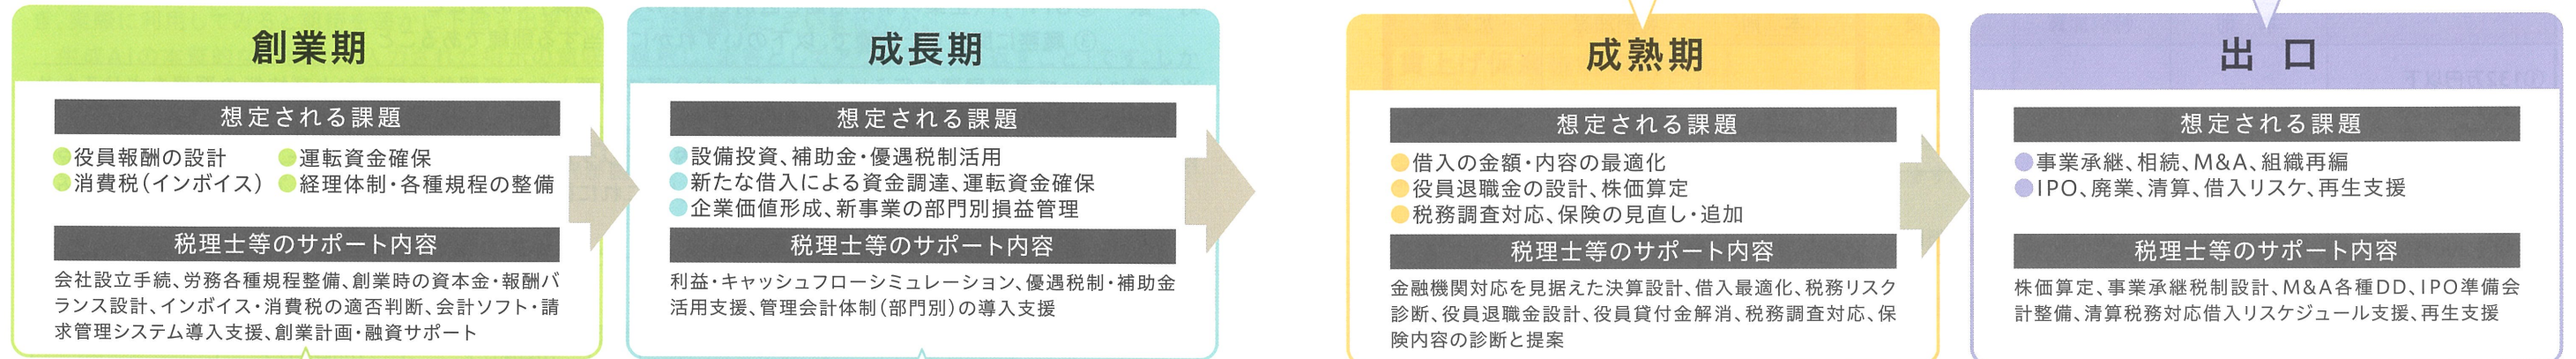 創業期
想定される課題
●役員報酬の設計 ●運転資金確保
●消費税(インボイス) ●経理体制・各種規程の整備
税理士等のサポート内容
会社設立手続、労務各種規程整備、創業時の資本金・報酬バ
ランス設計、インボイス・消費税の適否判断、会計ソフト・請
求管理システム導入支援、創業計画・融資サポート
成長期
想定される課題
●設備投資、補助金・優遇税制活用
●新たな借入による資金調達、運転資金確保
●企業価値形成、新事業の部門別損益管理
税理士等のサポート内容
利益・キャッシュフローシミュレーション、優遇税制・補助金
活用支援、管理会計体制(部門別)の導入支援
成熟期
想定される課題
●借入の金額・内容の最適化
●役員退職金の設計、株価算定
●税務調査対応、保険の見直し・追加
税理士等のサポート内容
金融機関対応を見据えた決算設計、借入最適化、税務リスク
診断、役員退職金設計、役員貸付金解消、税務調査対応、保
険内容の診断と提案
出 口
想定される課題
●事業承継、相続、M&A、組織再編
●IPO、廃業、清算、借入リスケ、再生支援
税理士等のサポート内容
株価算定、事業承継税制設計、M&A各種DD、IPO準備会
計整備、清算税務対応借入リスケジュール支援、再生支援